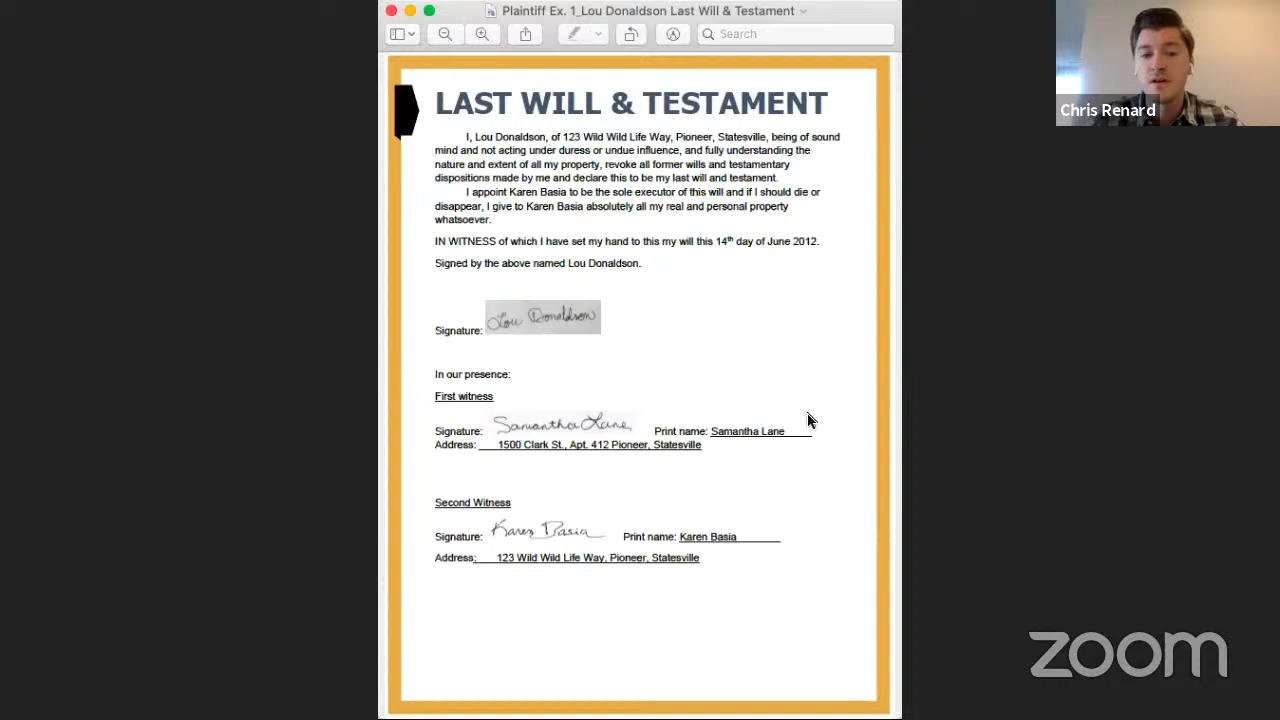 Plaintiff Ex. 1_Lou Donaldson Last Will & Testament
Search
Chris Renard
LAST WILL & TESTAMENT
I, Lou Donaldson, of 123 Wild Wild Life Way, Pioneer, Statesville, being of sound
mind and not acting under duress or undue influence, and fully understanding the
nature and extent of all my property, revoke all former wills and testamentary
dispositions made by me and declare this to be my last will and testament.
I appoint Karen Basia to be the sole executor of this will and if I should die or
disappear, I give to Karen Basia absolutely all my real and personal property
whatsoever.
IN WITNESS of which I have set my hand to this my will this 14th day of June 2012.
Signed by the above named Lou Donaldson.
Signature: Lou Donaldson
In our presence:
First witness
Signature: Samantha Lane Print name: Samantha Lane
Address: 1500 Clark St., Apt. 412 Pioneer, Statesville
Second Witness
Signature: Karen Basia Print name: Karen Basia
Address: 123 Wild Wild Life Way, Pioneer, Statesville
zoom